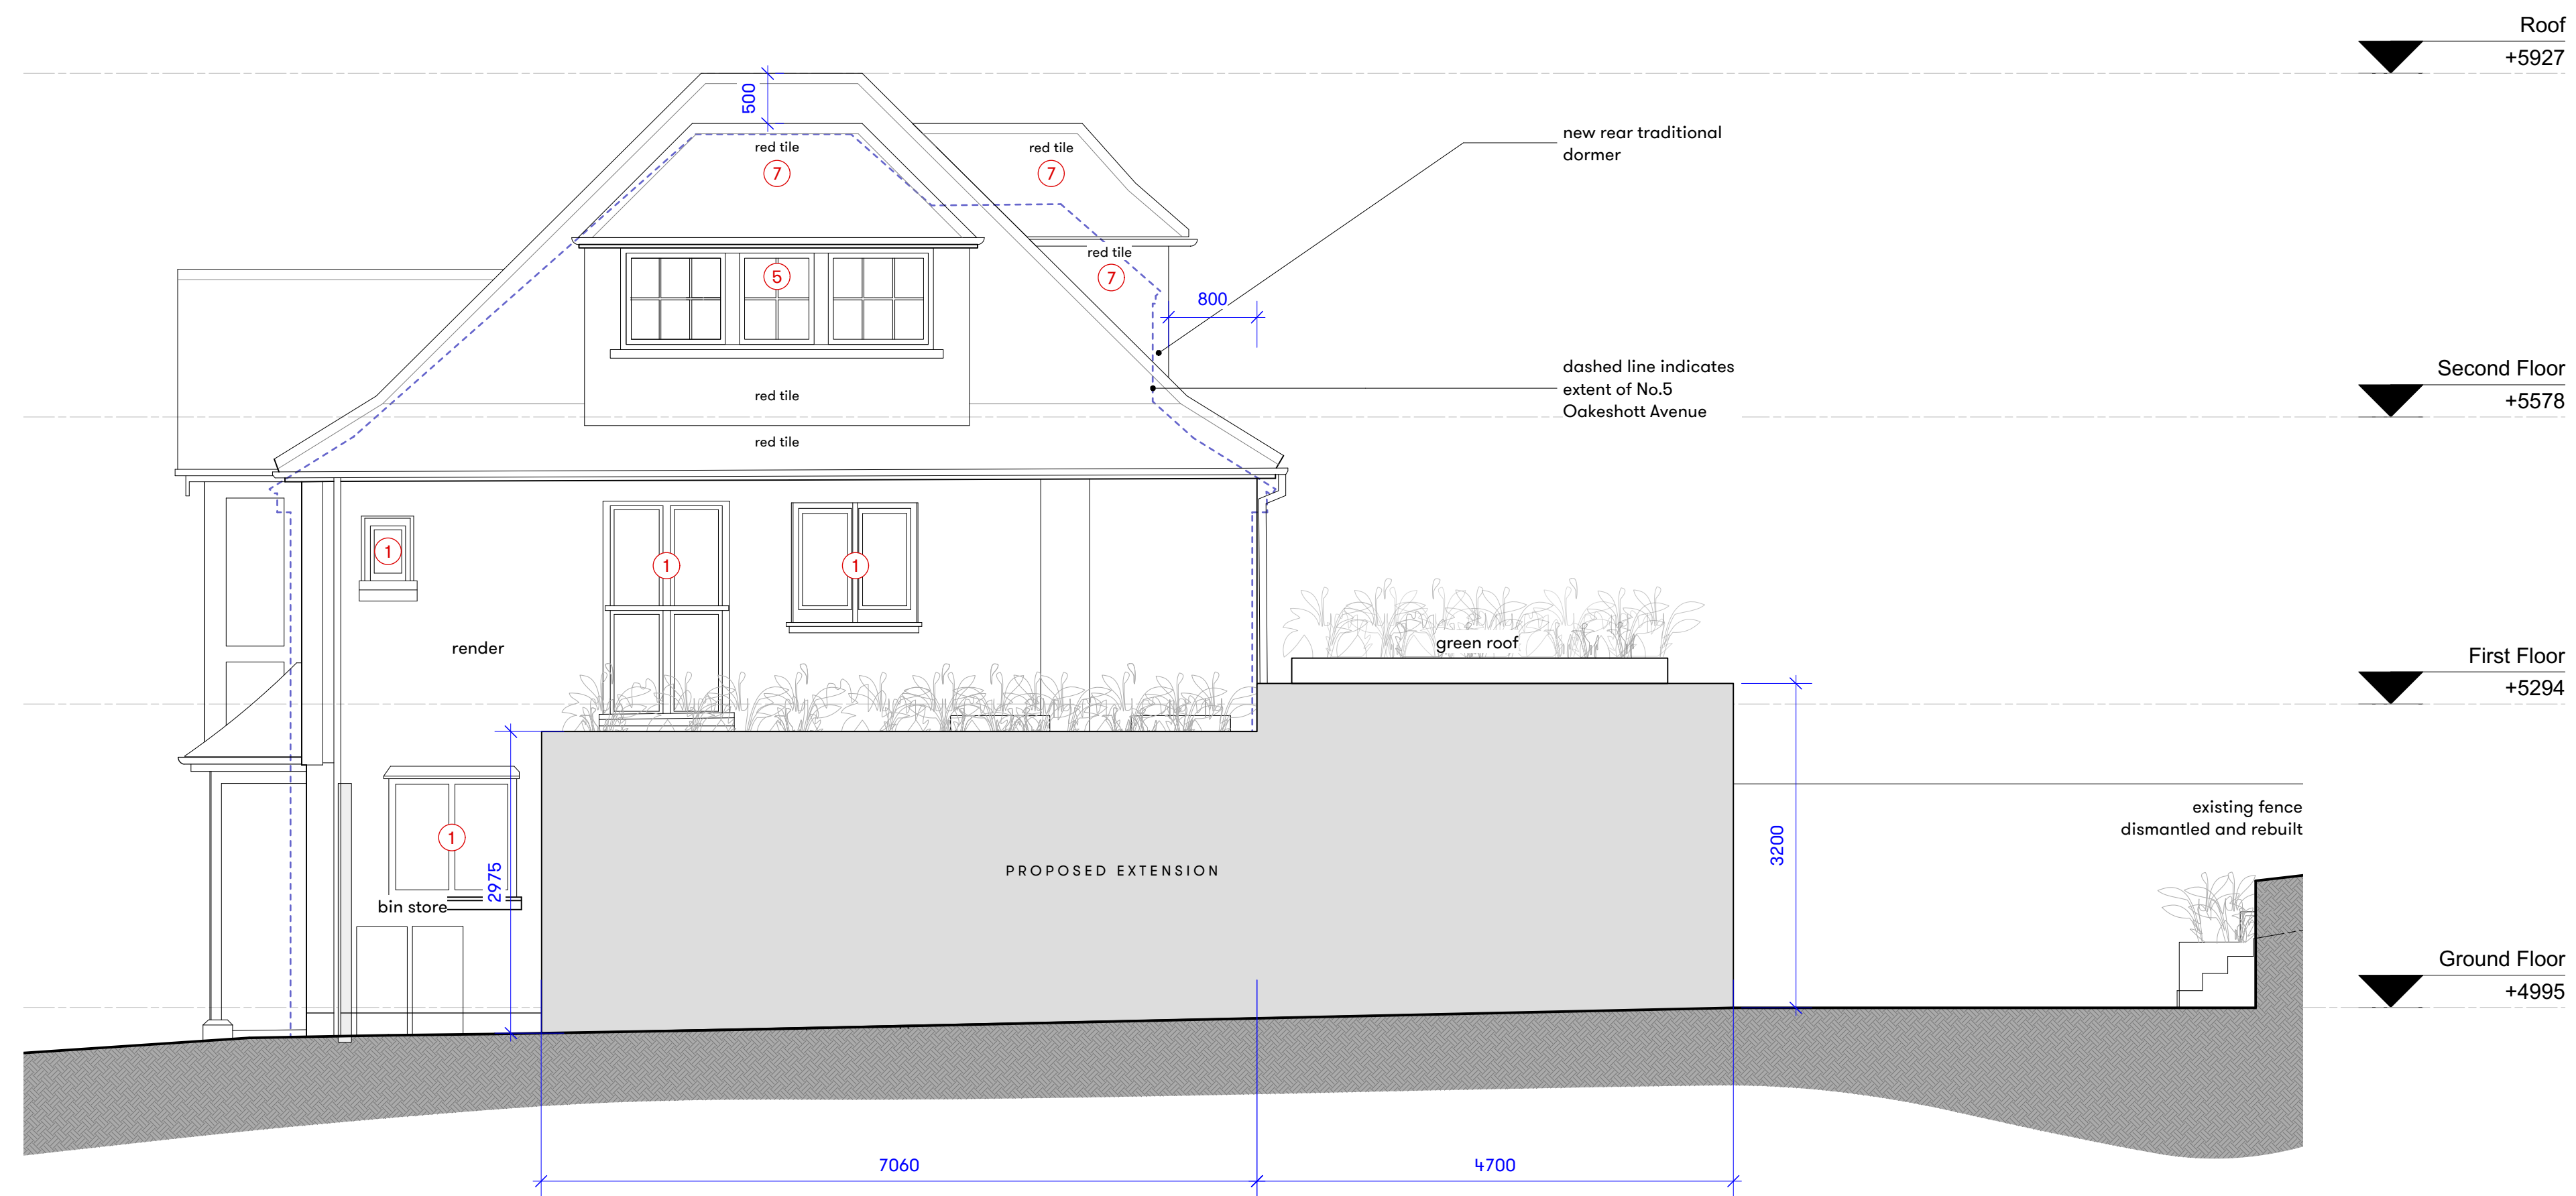 Roof
+5927
500
red tile
7
red tile
7
new rear traditional
dormer
red tile
7
5
800
dashed line indicates
extent of No.5
Oakeshott Avenue
Second Floor
+5578
red tile
red tile
1
1
1
render
green roof
First Floor
+5294
existing fence
dismantled and rebuilt
1
2975
3200
PROPOSED EXTENSION
bin store
Ground Floor
+4995
7060
4700